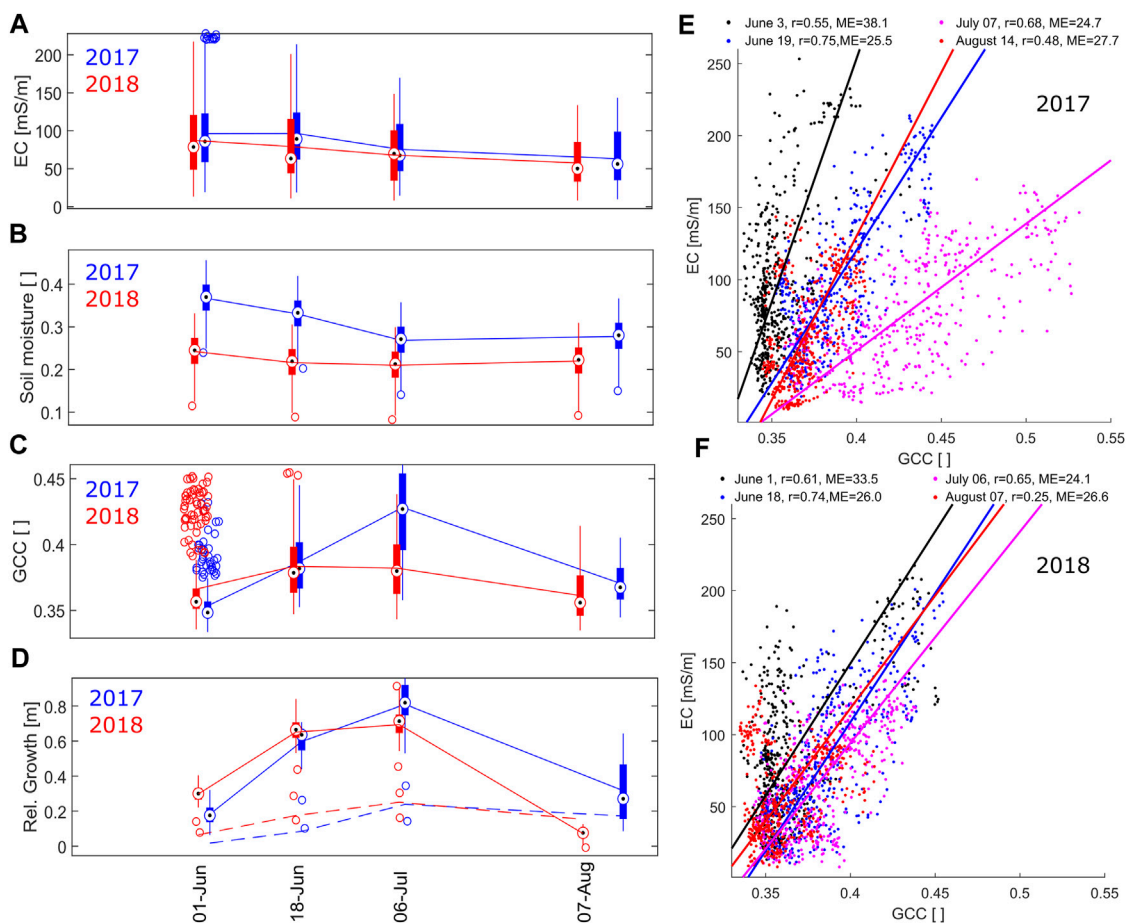 A
EC [mS/m]
200
150
100
50
0
2017
2018
B
Soil moisture [ ]
0.4
0.3
0.2
0.1
2017
2018
C
GCC [ ]
0.45
0.4
0.35
2017
2018
D
Rel. Growth [m]
0.8
0.6
0.4
0.2
0
2017
2018
01-Jun
18-Jun
06-Jul
07-Aug
E
June 3, r=0.55, ME=38.1
July 07, r=0.68, ME=24.7
June 19, r=0.75,ME=25.5
August 14, r=0.48, ME=27.7
2017
EC [mS/m]
250
200
150
100
50
0.35
0.4
0.45
0.5
0.55
GCC [ ]
F
June 1, r=0.61, ME=33.5
July 06, r=0.65, ME=24.1
June 18, r=0.74,ME=26.0
August 07, r=0.25, ME=26.6
2018
EC [mS/m]
250
200
150
100
50
0.35
0.4
0.45
0.5
0.55
GCC [ ]